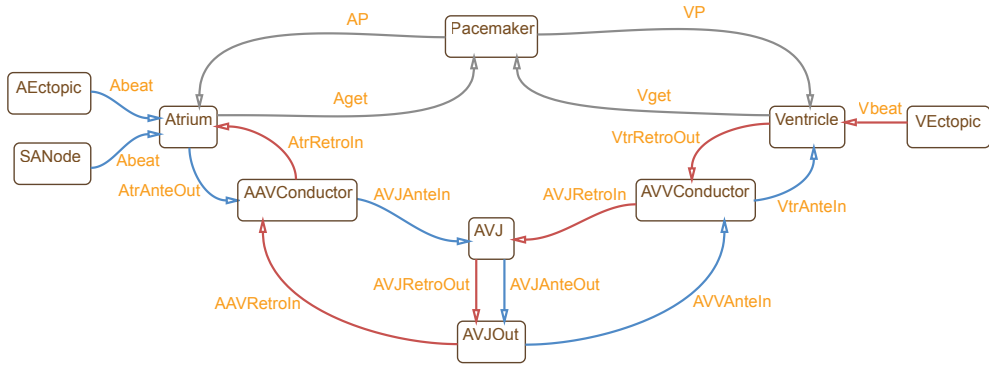 AP
VP
Pacemaker
AEctopic
Abeat
Aget
Vget
Vbeat
Atrium
Ventricle
VEctopic
SANode
Abeat
AtrRetroIn
VtrRetroOut
AtrAnteOut
AAVConductor
AVJAnteIn
AVJRetroIn
AVVConductor
VtrAnteIn
AVJ
AAVRetroIn
AVJRetroOut
AVJAnteOut
AVVAnteIn
AVJOut